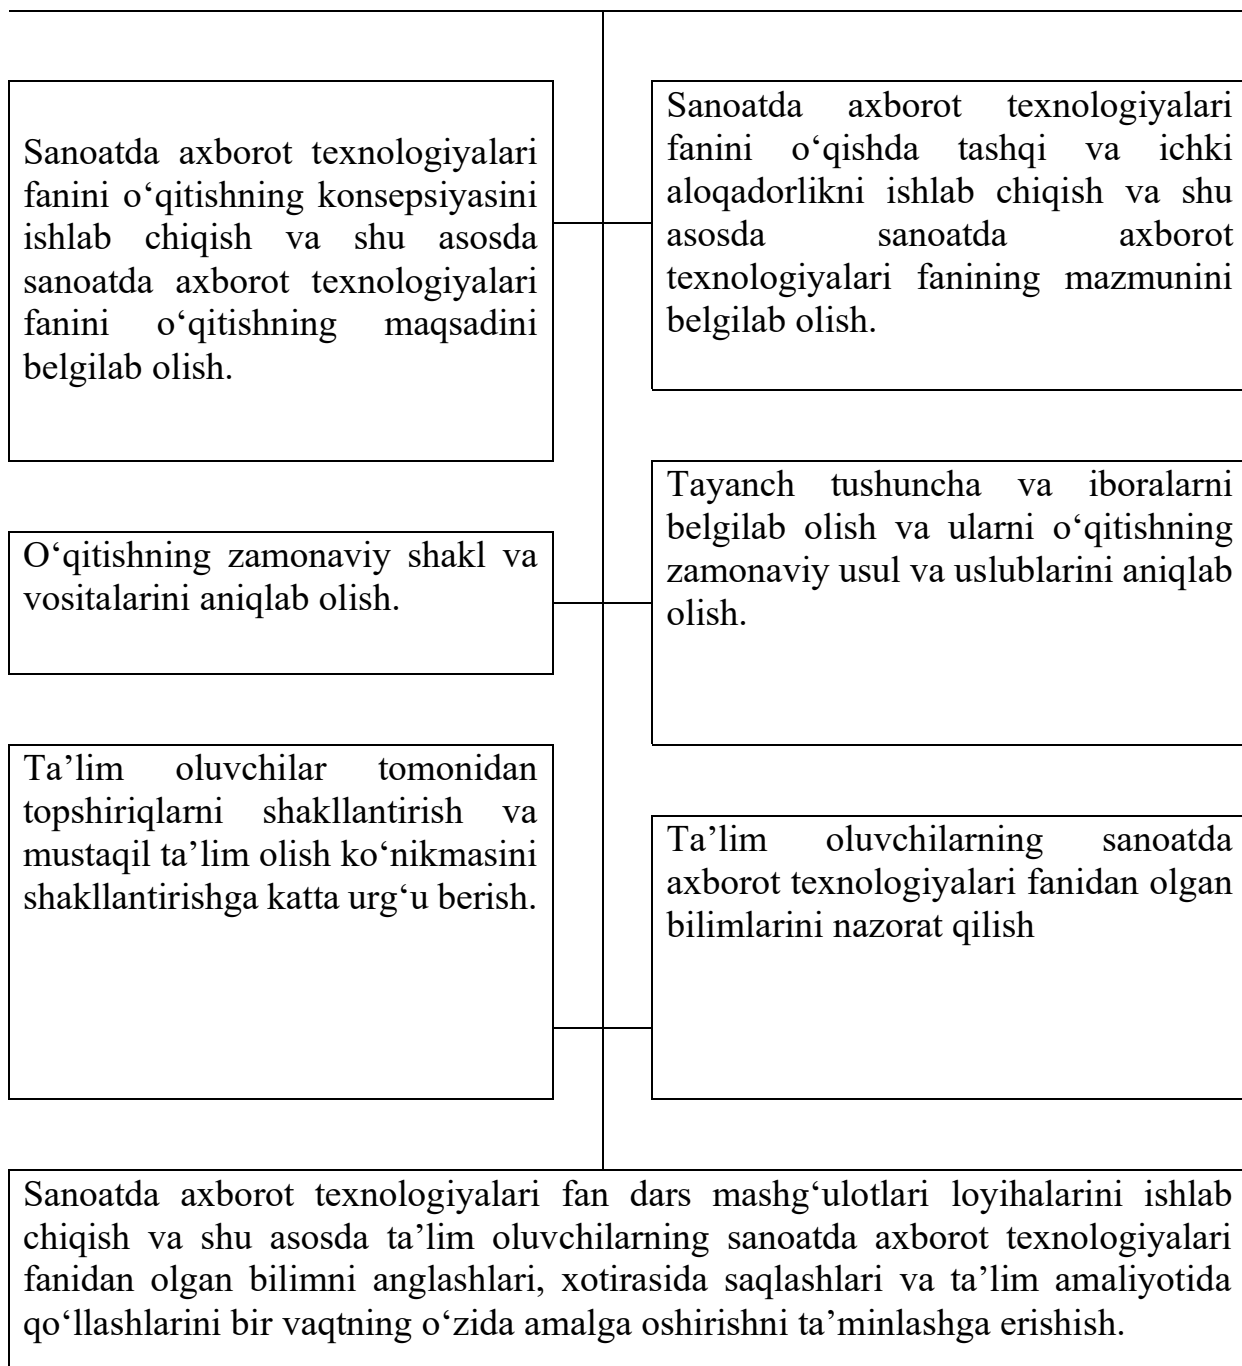 Sanoatda axborot texnologiyalari
fanini o‘qitishning konsepsiyasini
ishlab chiqish va shu asosda
sanoatda axborot texnologiyalari
fanini o‘qitishning maqsadini
belgilab olish.
Sanoatda axborot texnologiyalari
fanini o‘qishda tashqi va ichki
aloqadorlikni ishlab chiqish va shu
asosda sanoatda axborot
texnologiyalari fanining mazmunini
belgilab olish.
O‘qitishning zamonaviy shakl va
vositalarini aniqlab olish.
Tayanch tushuncha va iboralarni
belgilab olish va ularni o‘qitishning
zamonaviy usul va uslublarini aniqlab
olish.
Ta’lim oluvchilar tomonidan
topshiriqlarni shakllantirish va
mustaqil ta’lim olish ko‘nikmasini
shakllantirishga katta urg‘u berish.
Ta’lim oluvchilarning sanoatda
axborot texnologiyalari fanidan olgan
bilimlarini nazorat qilish
Sanoatda axborot texnologiyalari fan dars mashg‘ulotlari loyihalarini ishlab
chiqish va shu asosda ta’lim oluvchilarning sanoatda axborot texnologiyalari
fanidan olgan bilimni anglashlari, xotirasida saqlashlari va ta’lim amaliyotida
qo‘llashlarini bir vaqtning o‘zida amalga oshirishni ta’minlashga erishish.